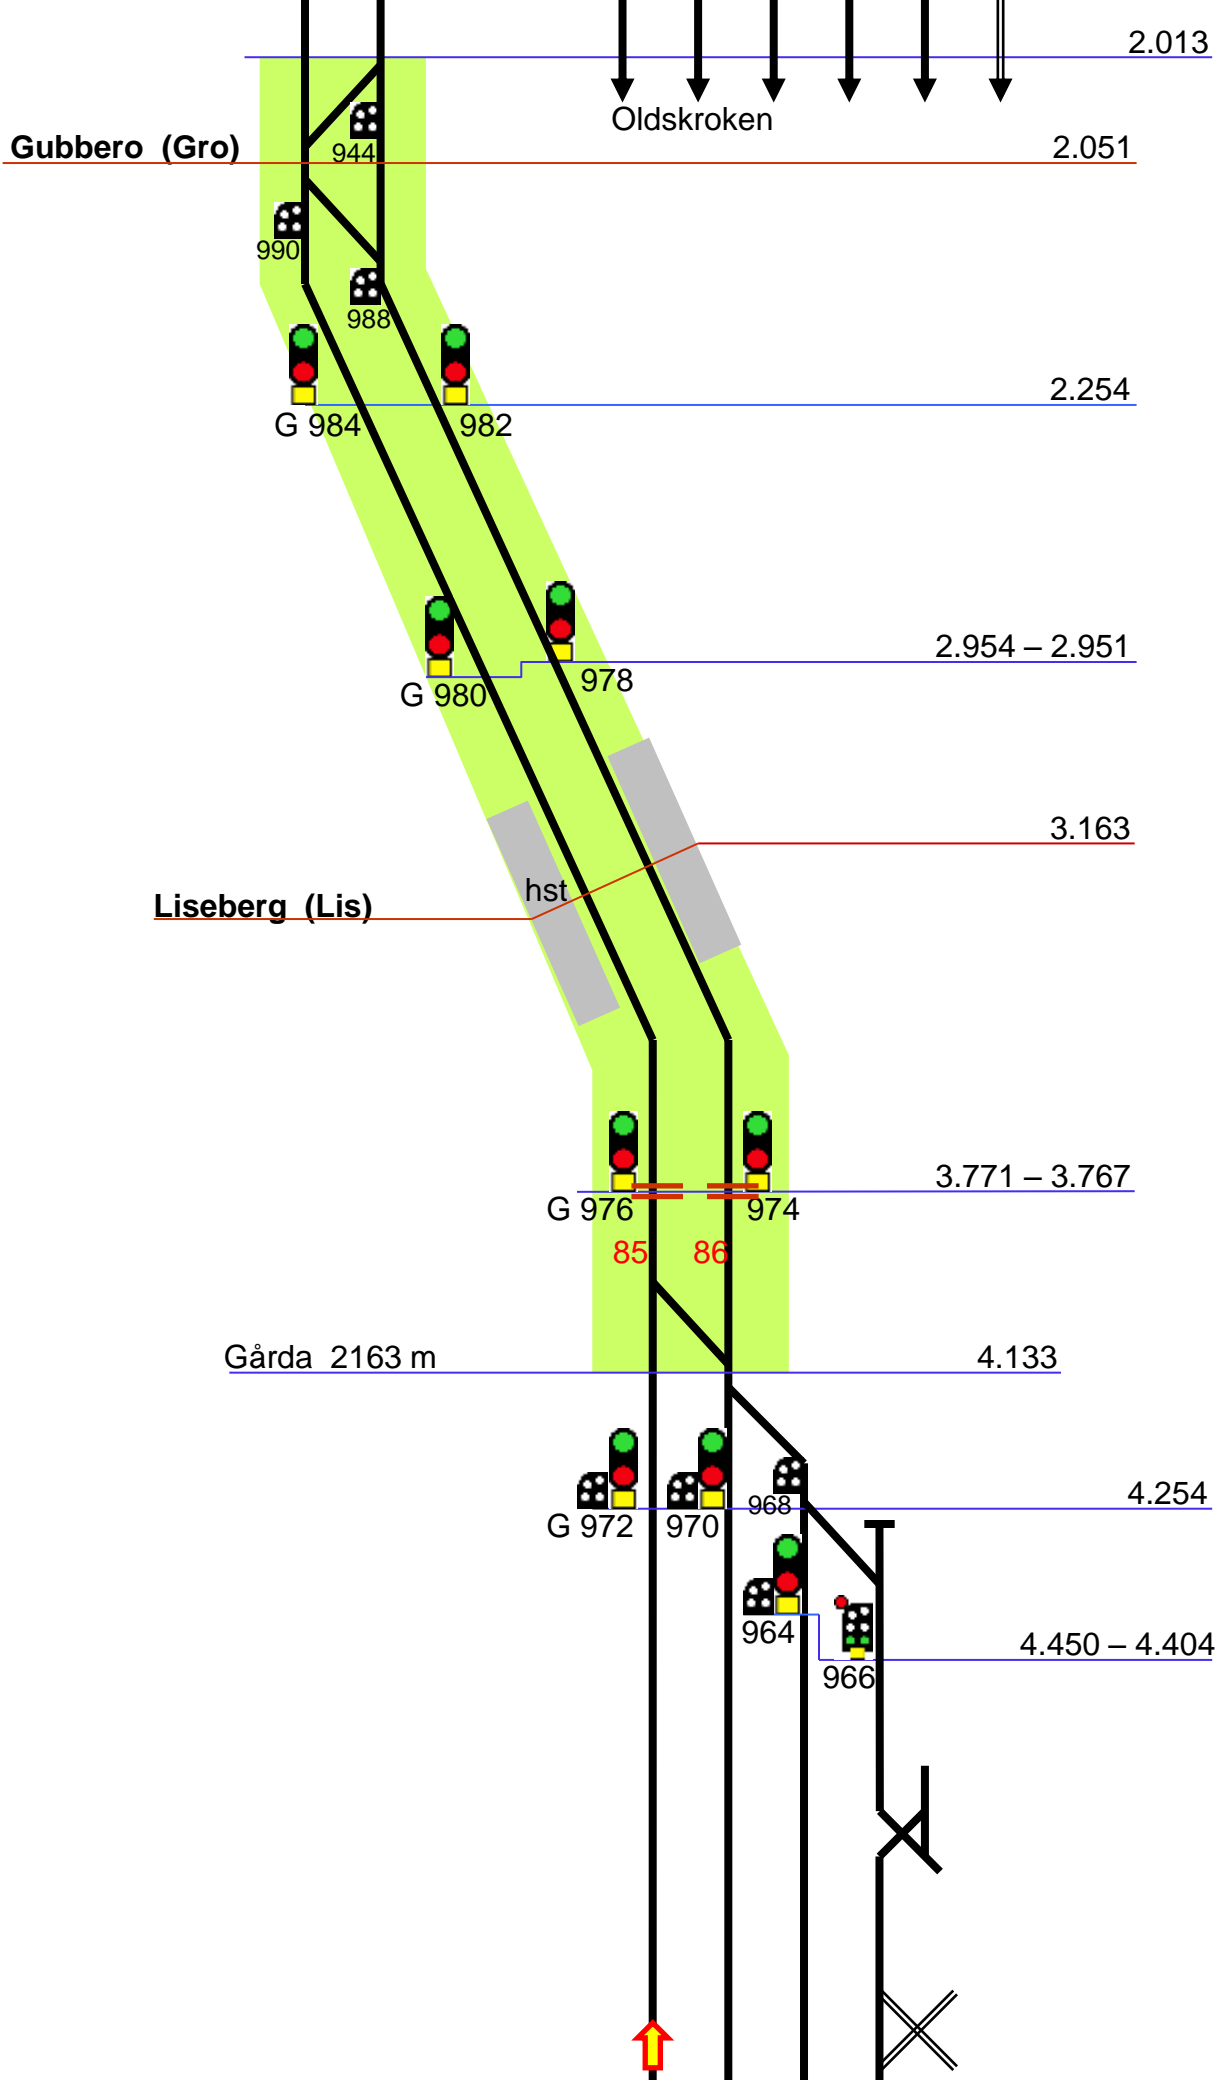 2.013
Oldskroken
Gubbero (Gro)
944
2.051
990
988
2.254
G 984
982
2.954 – 2.951
G 980
978
3.163
hst
Liseberg (Lis)
3.771 – 3.767
G 976
974
85
86
Gårda 2163 m
4.133
4.254
G 972
970
968
964
4.450 – 4.404
966